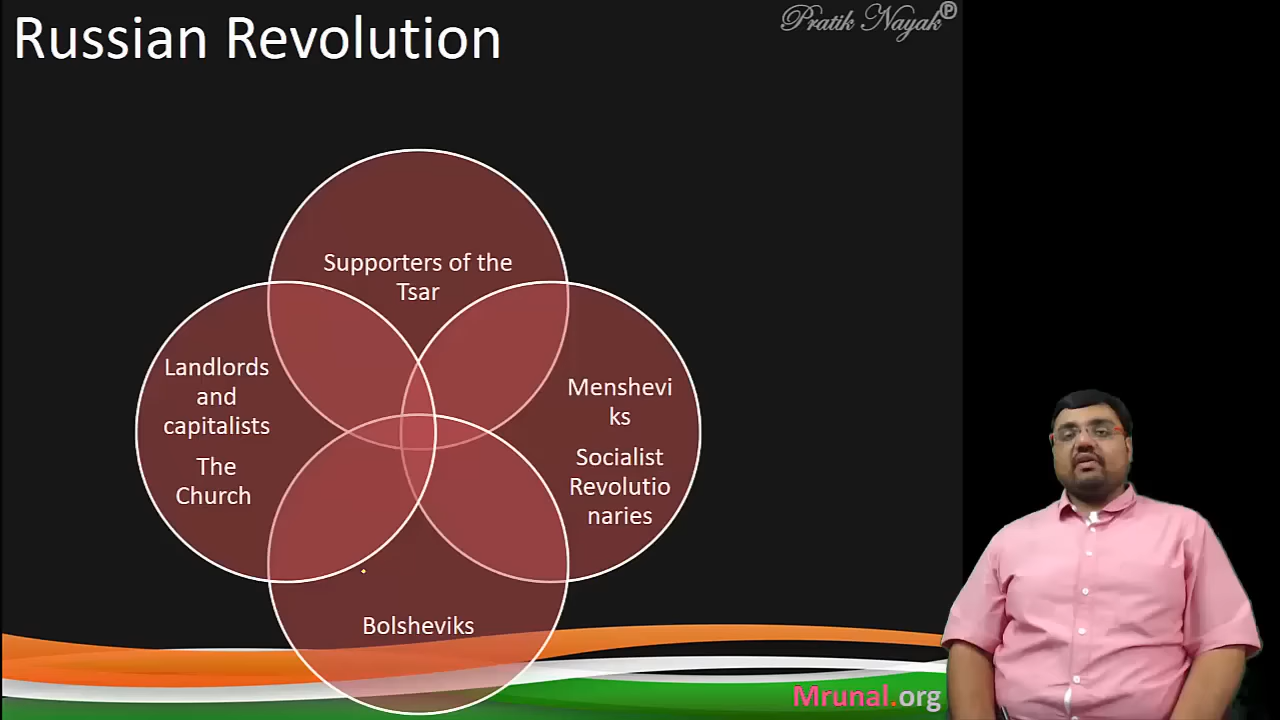 Russian Revolution
Pratik Nayak℗
Supporters of the
Tsar
Landlords
and
capitalists
The
Church
Menshevi
ks
Socialist
Revolutio
naries
Bolsheviks
Mrunal.org